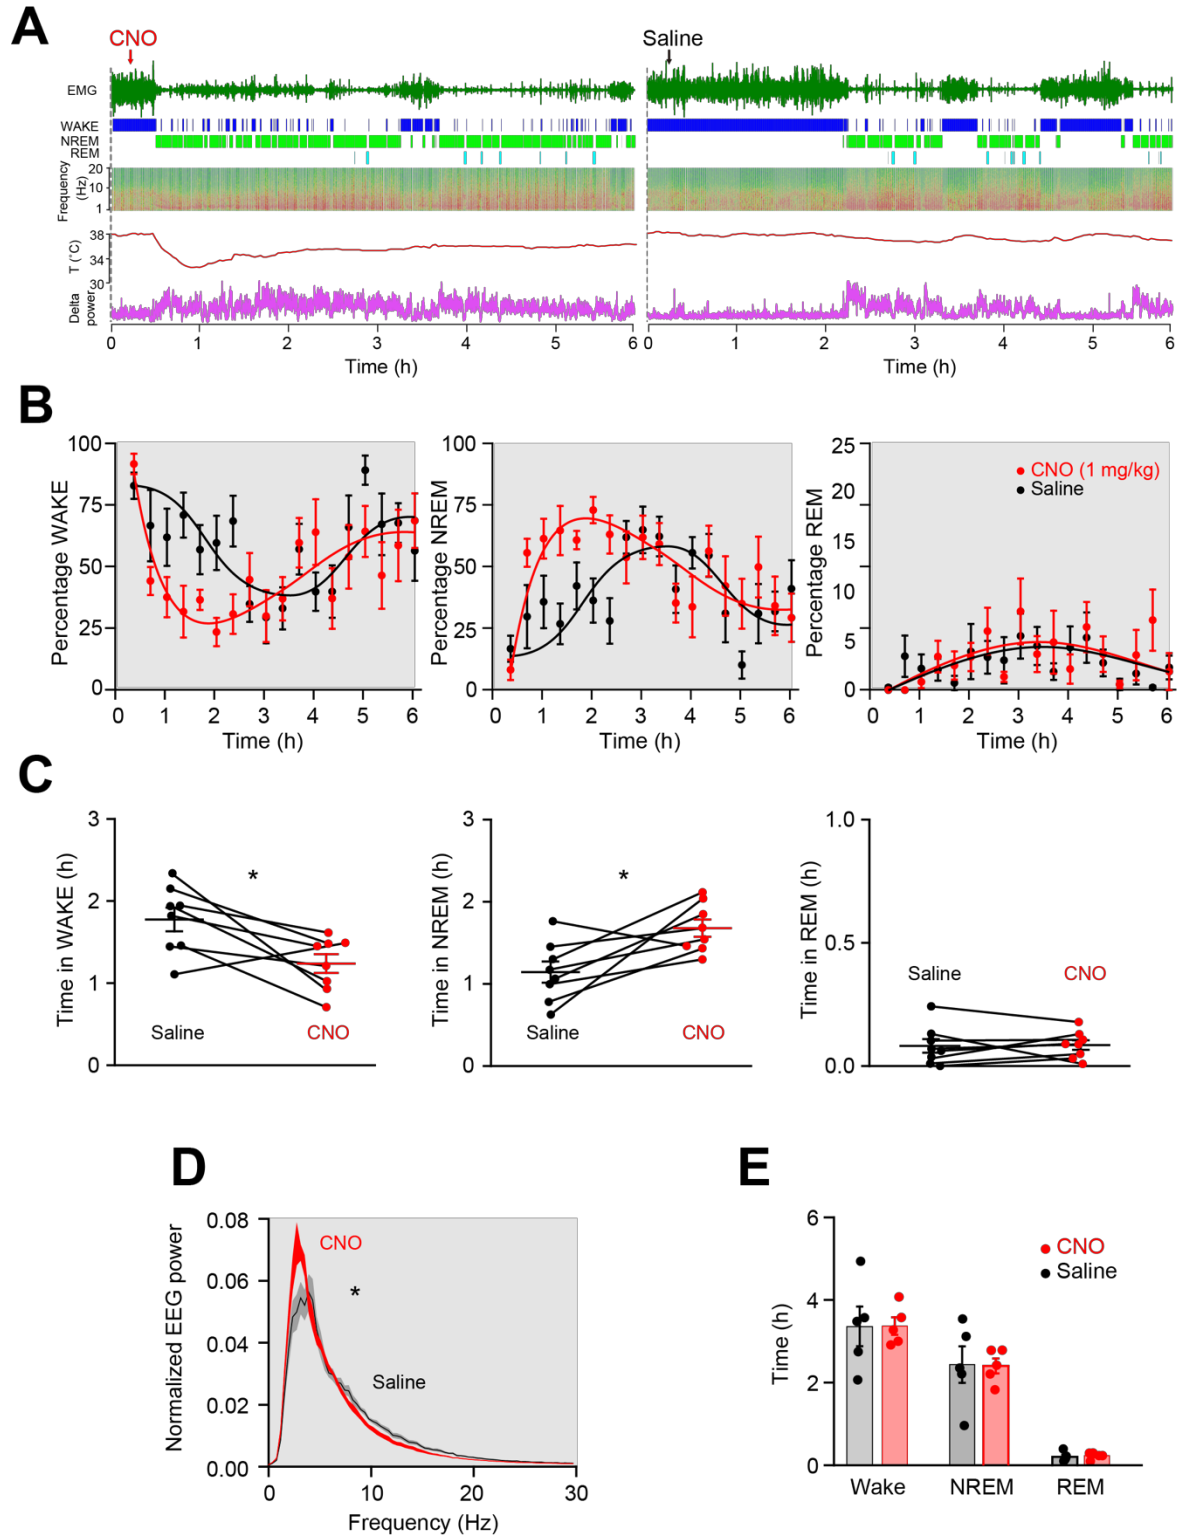 A
CNO
Saline
EMG
WAKE
NREM
REM
Frequency (Hz)
20
10
1
T (°C)
38
34
30
Delta power
0 1 2 3 4 5 6
0 1 2 3 4 5 6
Time (h)
Time (h)
B
Percentage WAKE
100
75
50
25
0
0 1 2 3 4 5 6
Time (h)
Percentage NREM
100
75
50
25
0
0 1 2 3 4 5 6
Time (h)
Percentage REM
25
20
15
10
5
0
CNO (1 mg/kg)
Saline
0 1 2 3 4 5 6
Time (h)
C
Time in WAKE (h)
3
2
1
0
*
Saline
CNO
Time in NREM (h)
3
2
1
0
*
Saline
CNO
Time in REM (h)
1.0
0.5
0.0
Saline
CNO
D
Normalized EEG power
0.08
0.06
0.04
0.02
0.00
CNO
*
Saline
0 10 20 30
Frequency (Hz)
E
Time (h)
6
4
2
0
CNO
Saline
Wake
NREM
REM